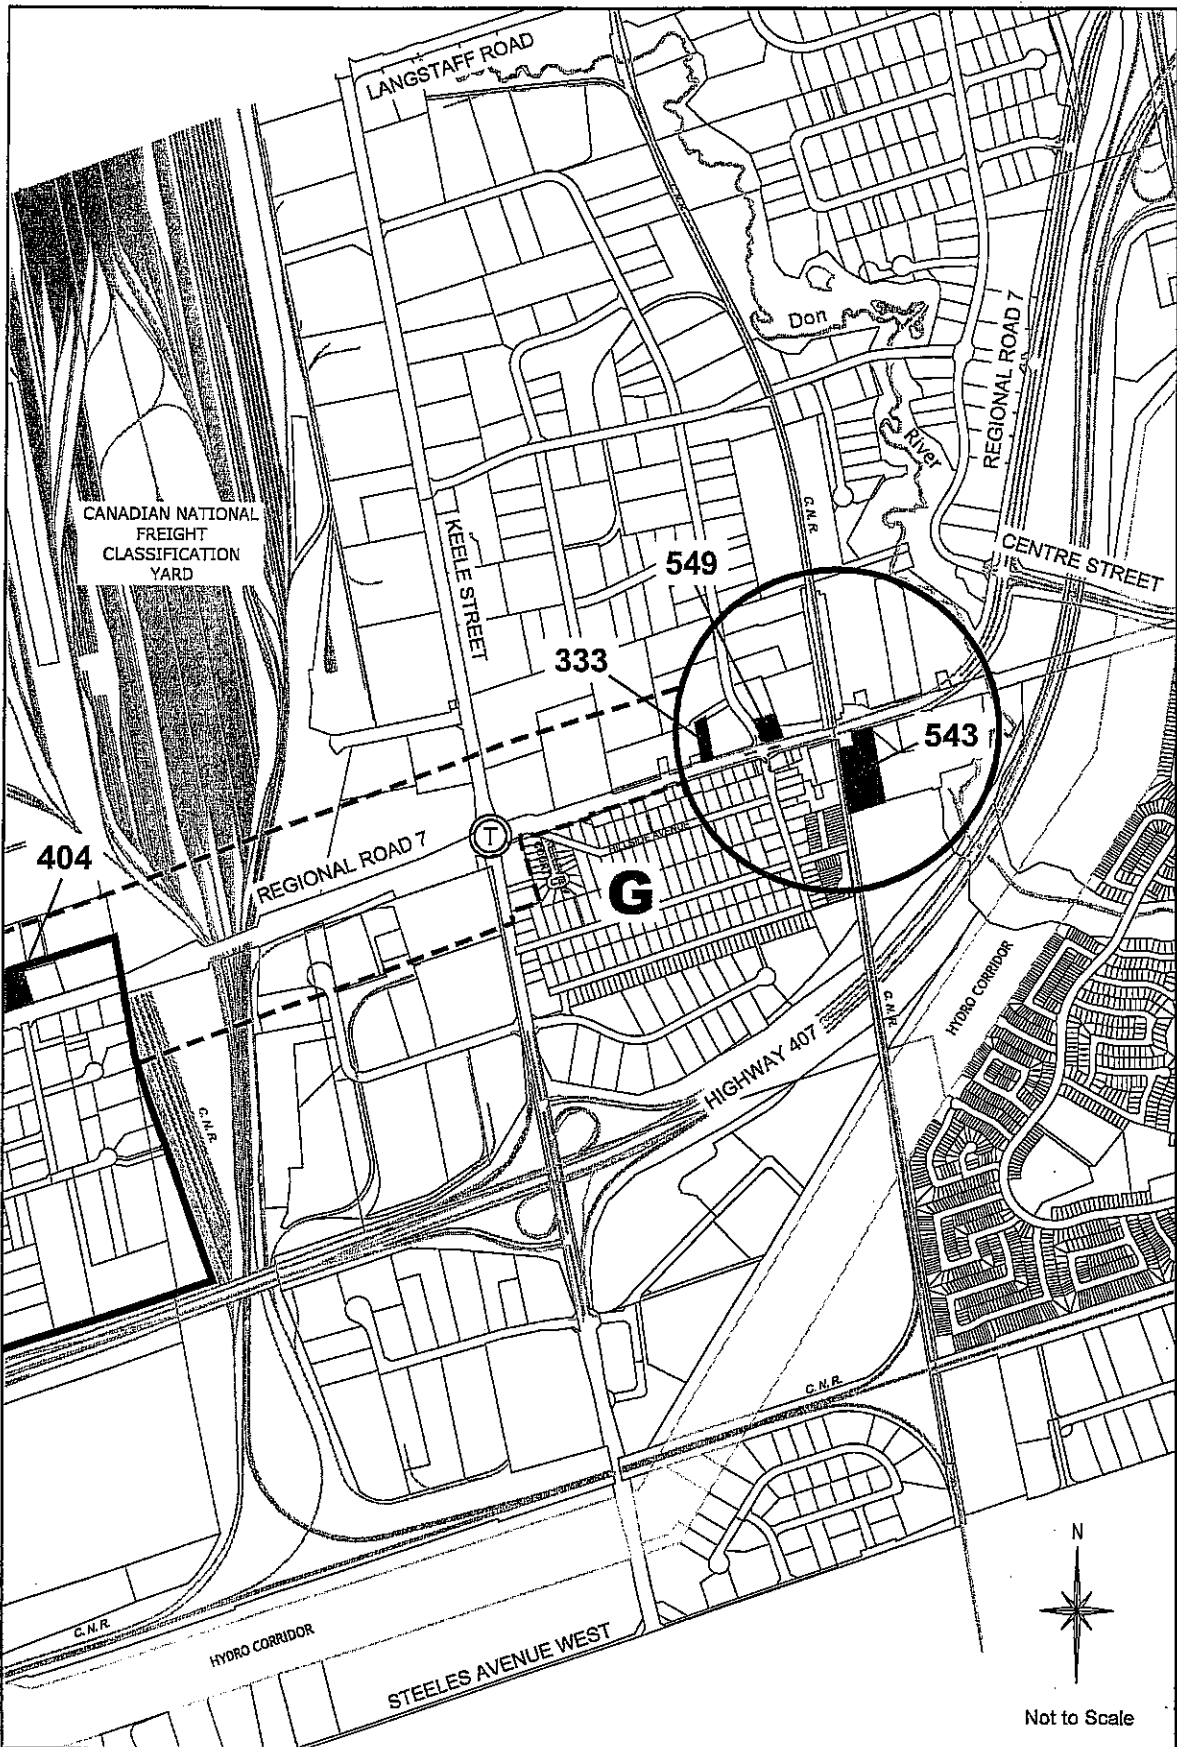 LANGSTAFF ROAD
Don
River
REGIONAL ROAD 7
CANADIAN NATIONAL
FREIGHT
CLASSIFICATION
YARD
KEELE STREET
C.N.R.
CENTRE STREET
549
333
543
T
HILLSIDE AVENUE
404
REGIONAL ROAD 7
G
HYDRO CORRIDOR
HIGHWAY 407
C.N.R.
C.N.R.
C.N.R.
C.N.R.
HYDRO CORRIDOR
STEELES AVENUE WEST
N
Not to Scale